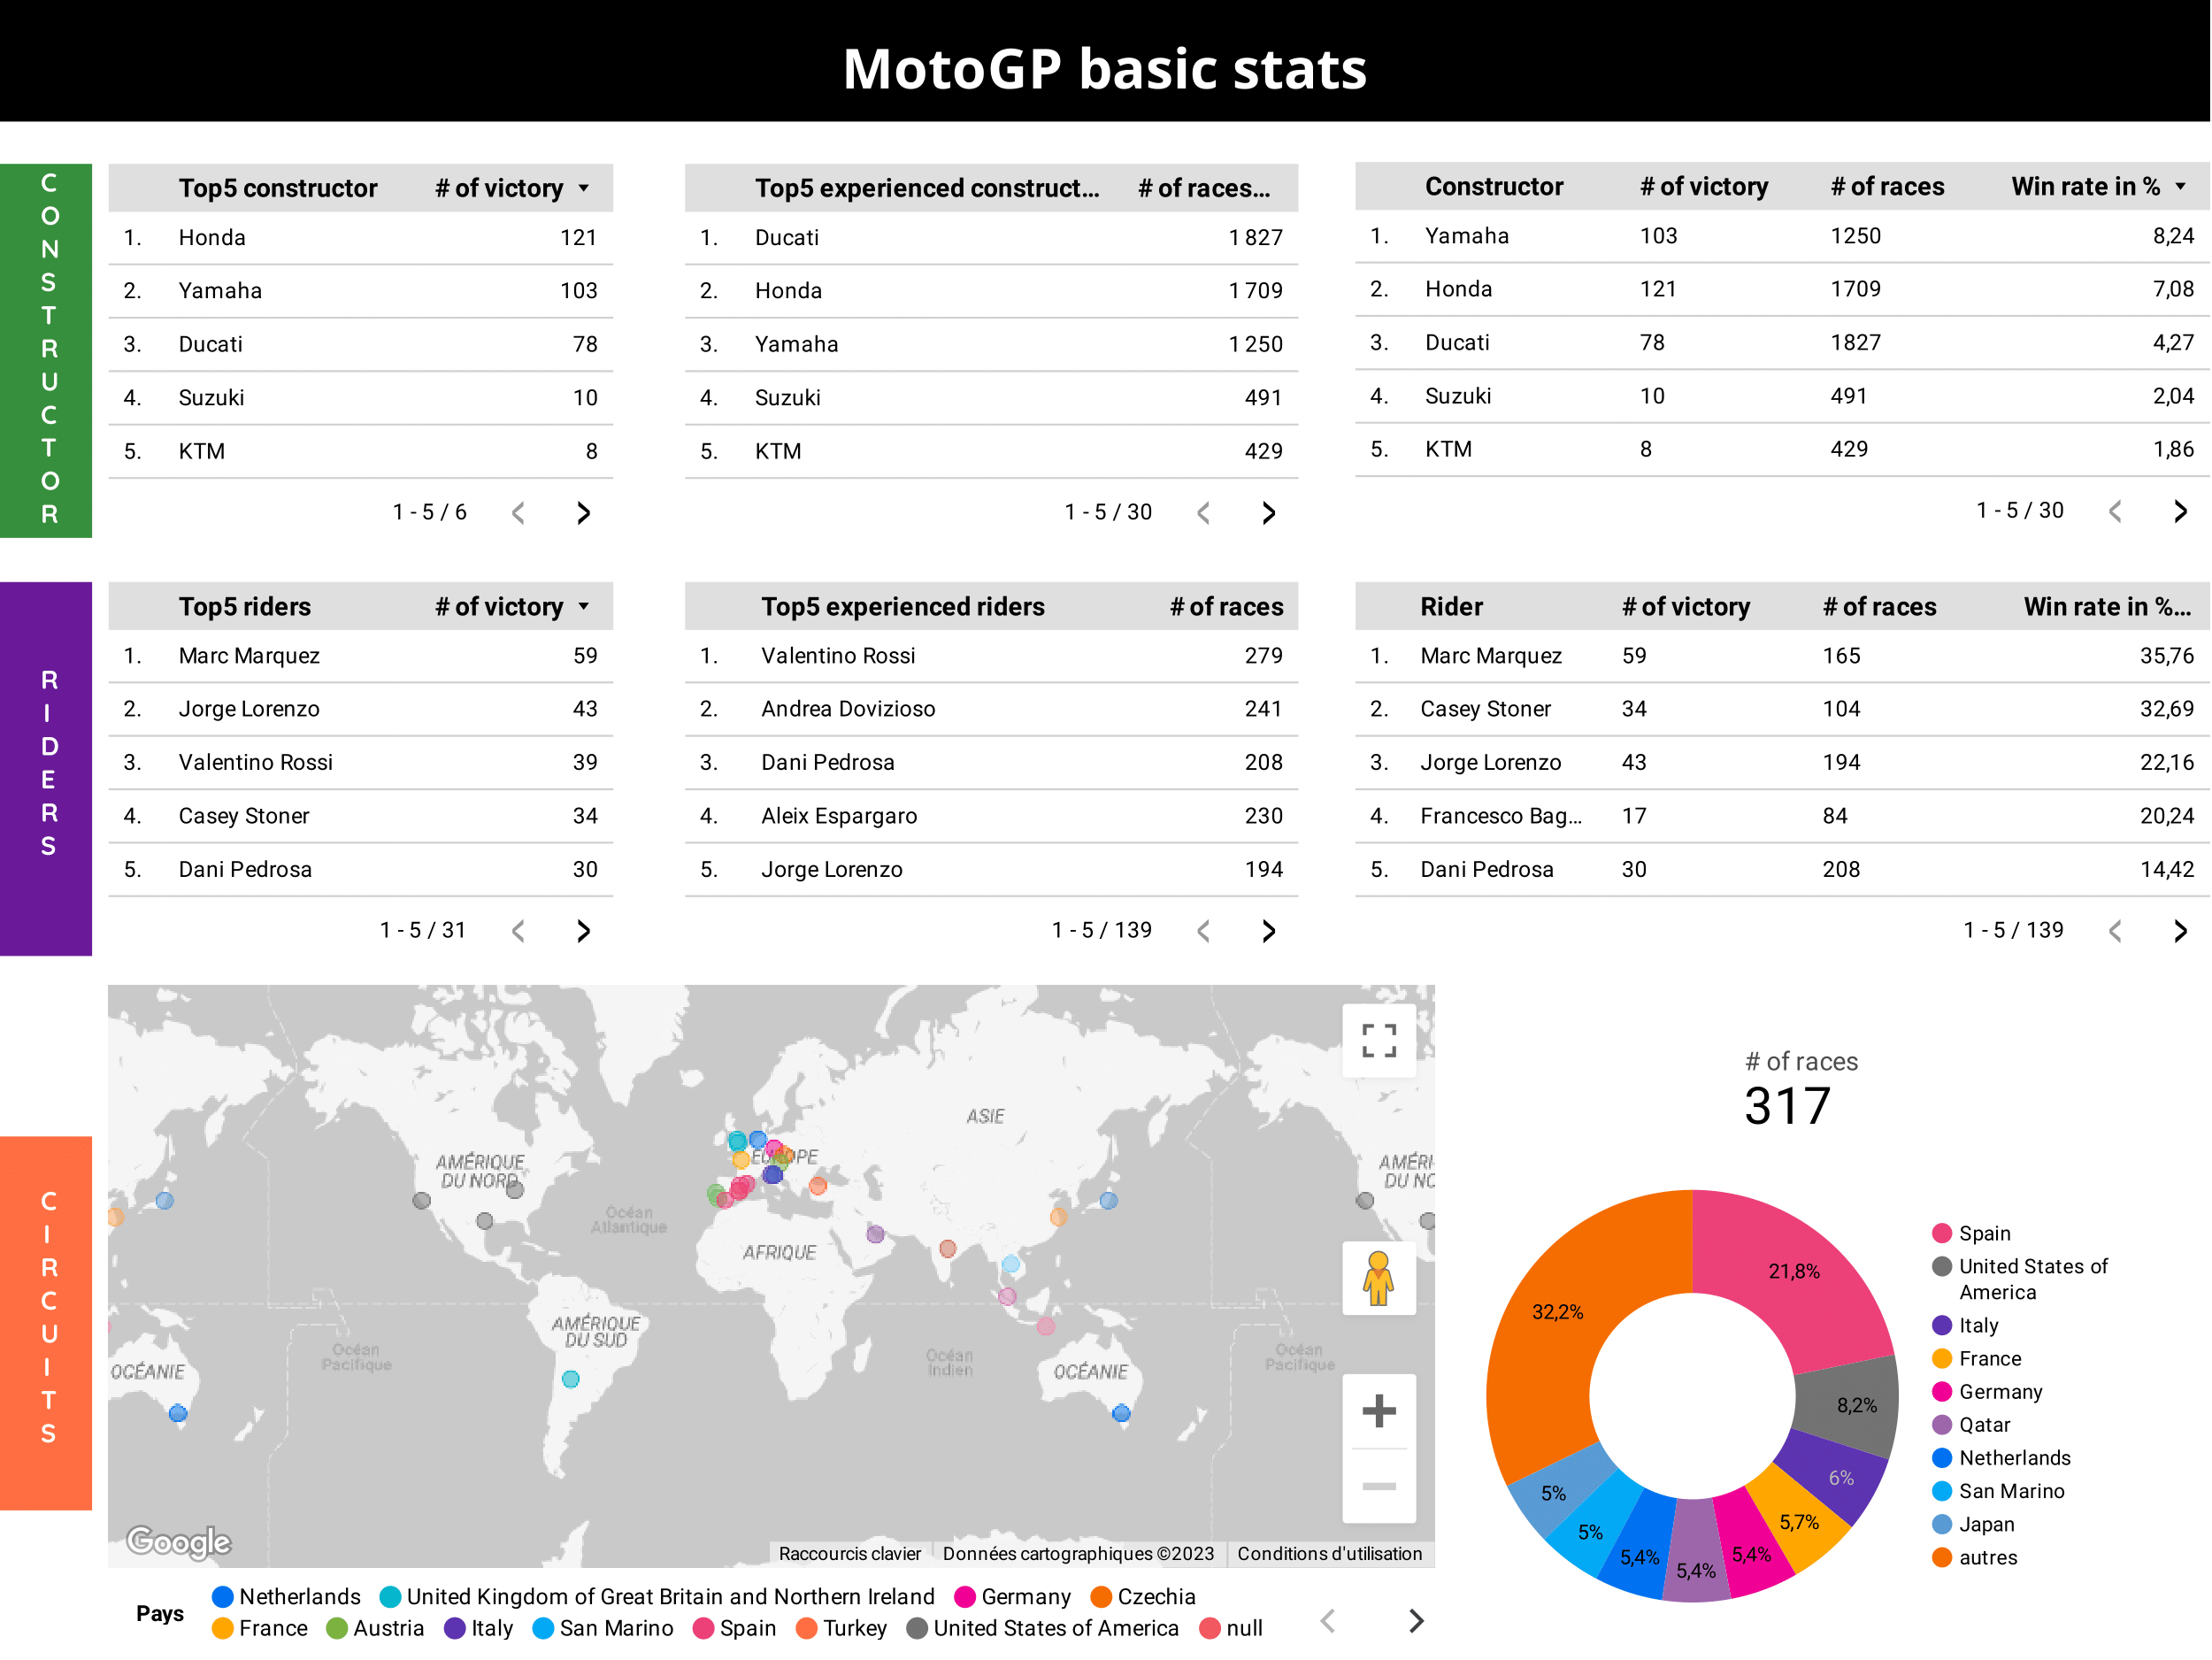 MotoGP basic stats
CONSTRUCTOR
Top5 constructor # of victory
1. Honda 121
2. Yamaha 103
3. Ducati 78
4. Suzuki 10
5. KTM 8
1 - 5 / 6
Top5 experienced construct... # of races...
1. Ducati 1 827
2. Honda 1 709
3. Yamaha 1 250
4. Suzuki 491
5. KTM 429
1 - 5 / 30
Constructor # of victory # of races Win rate in %
1. Yamaha 103 1250 8,24
2. Honda 121 1709 7,08
3. Ducati 78 1827 4,27
4. Suzuki 10 491 2,04
5. KTM 8 429 1,86
1 - 5 / 30
RIDERS
Top5 riders # of victory
1. Marc Marquez 59
2. Jorge Lorenzo 43
3. Valentino Rossi 39
4. Casey Stoner 34
5. Dani Pedrosa 30
1 - 5 / 31
Top5 experienced riders # of races
1. Valentino Rossi 279
2. Andrea Dovizioso 241
3. Dani Pedrosa 208
4. Aleix Espargaro 230
5. Jorge Lorenzo 194
1 - 5 / 139
Rider # of victory # of races Win rate in %...
1. Marc Marquez 59 165 35,76
2. Casey Stoner 34 104 32,69
3. Jorge Lorenzo 43 194 22,16
4. Francesco Bag... 17 84 20,24
5. Dani Pedrosa 30 208 14,42
1 - 5 / 139
CIRCUITS
ASIE
EUROPE
AMÉRIQUE
DU NORD
AMÉRI
DU NO
Océan
Atlantique
AFRIQUE
AMÉRIQUE
DU SUD
Océan
Pacifique
Océan
Indien
Océan
Pacifique
OCÉANIE
OCÉANIE
Google
Raccourcis clavier
Données cartographiques ©2023
Conditions d'utilisation
Pays
Netherlands United Kingdom of Great Britain and Northern Ireland Germany Czechia
France Austria Italy San Marino Spain Turkey United States of America null
# of races
317
21,8%
8,2%
6%
5,7%
5,4%
5,4%
5,4%
5%
5%
32,2%
Spain
United States of
America
Italy
France
Germany
Qatar
Netherlands
San Marino
Japan
autres